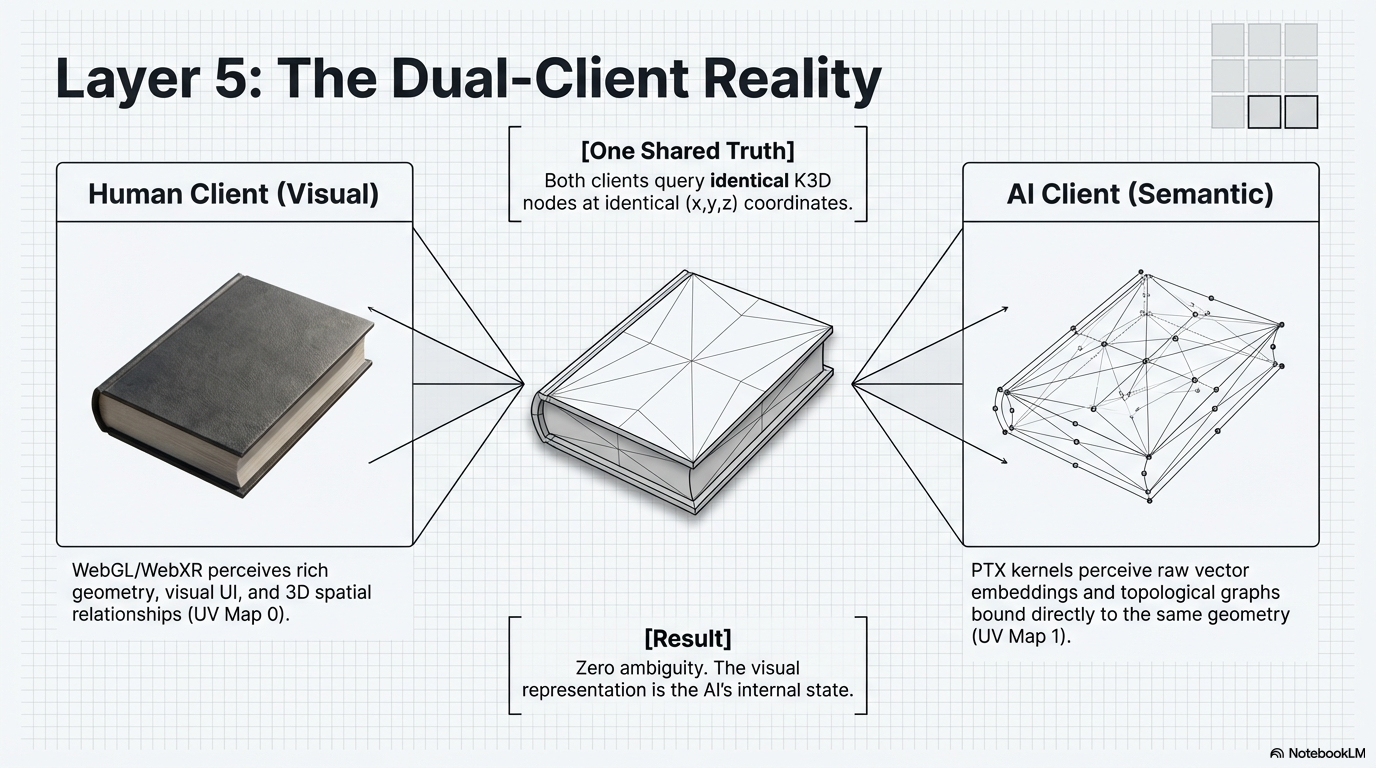 Layer 5: The Dual-Client Reality
[One Shared Truth]
Both clients query identical K3D
nodes at identical (x,y,z) coordinates.
Human Client (Visual)
WebGL/WebXR perceives rich
geometry, visual UI, and 3D spatial
relationships (UV Map 0).
AI Client (Semantic)
PTX kernels perceive raw vector
embeddings and topological graphs
bound directly to the same geometry
(UV Map 1).
[Result]
Zero ambiguity. The visual
representation is the AI's internal state.
NotebookLM